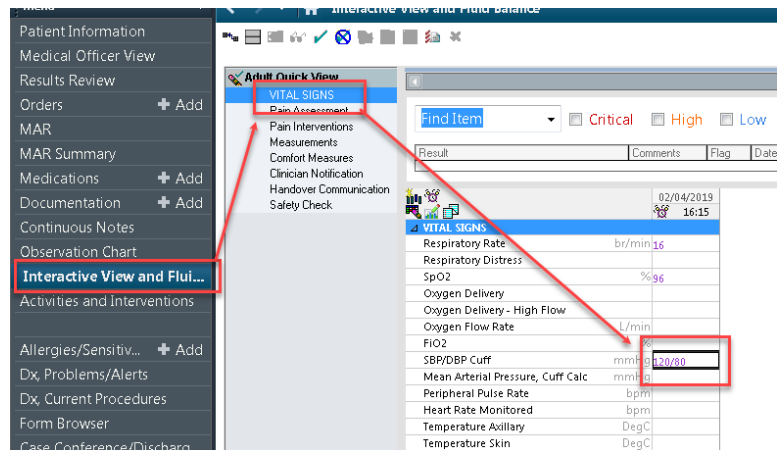 menu
Interactive View and Fluid Balance
Patient Information
Medical Officer View
Results Review
Orders + Add
MAR
MAR Summary
Medications + Add
Documentation + Add
Continuous Notes
Observation Chart
Interactive View and Flui...
Activities and Interventions
Allergies/Sensitiv... + Add
Dx, Problems/Alerts
Dx, Current Procedures
Form Browser
Case Conference/Discharg
Adult Quick View
VITAL SIGNS
Pain Assessment
Pain Interventions
Measurements
Comfort Measures
Clinician Notification
Handover Communication
Safety Check
Find Item Critical High Low
Result Comments Flag Date
02/04/2019
16:15
VITAL SIGNS
Respiratory Rate br/min 16
Respiratory Distress
SpO2 % 96
Oxygen Delivery
Oxygen Delivery - High Flow
Oxygen Flow Rate L/min
FiO2 %
SBP/DBP Cuff mmHg 120/80
Mean Arterial Pressure, Cuff Calc mmHg
Peripheral Pulse Rate bpm
Heart Rate Monitored bpm
Temperature Axillary DegC
Temperature Skin DegC